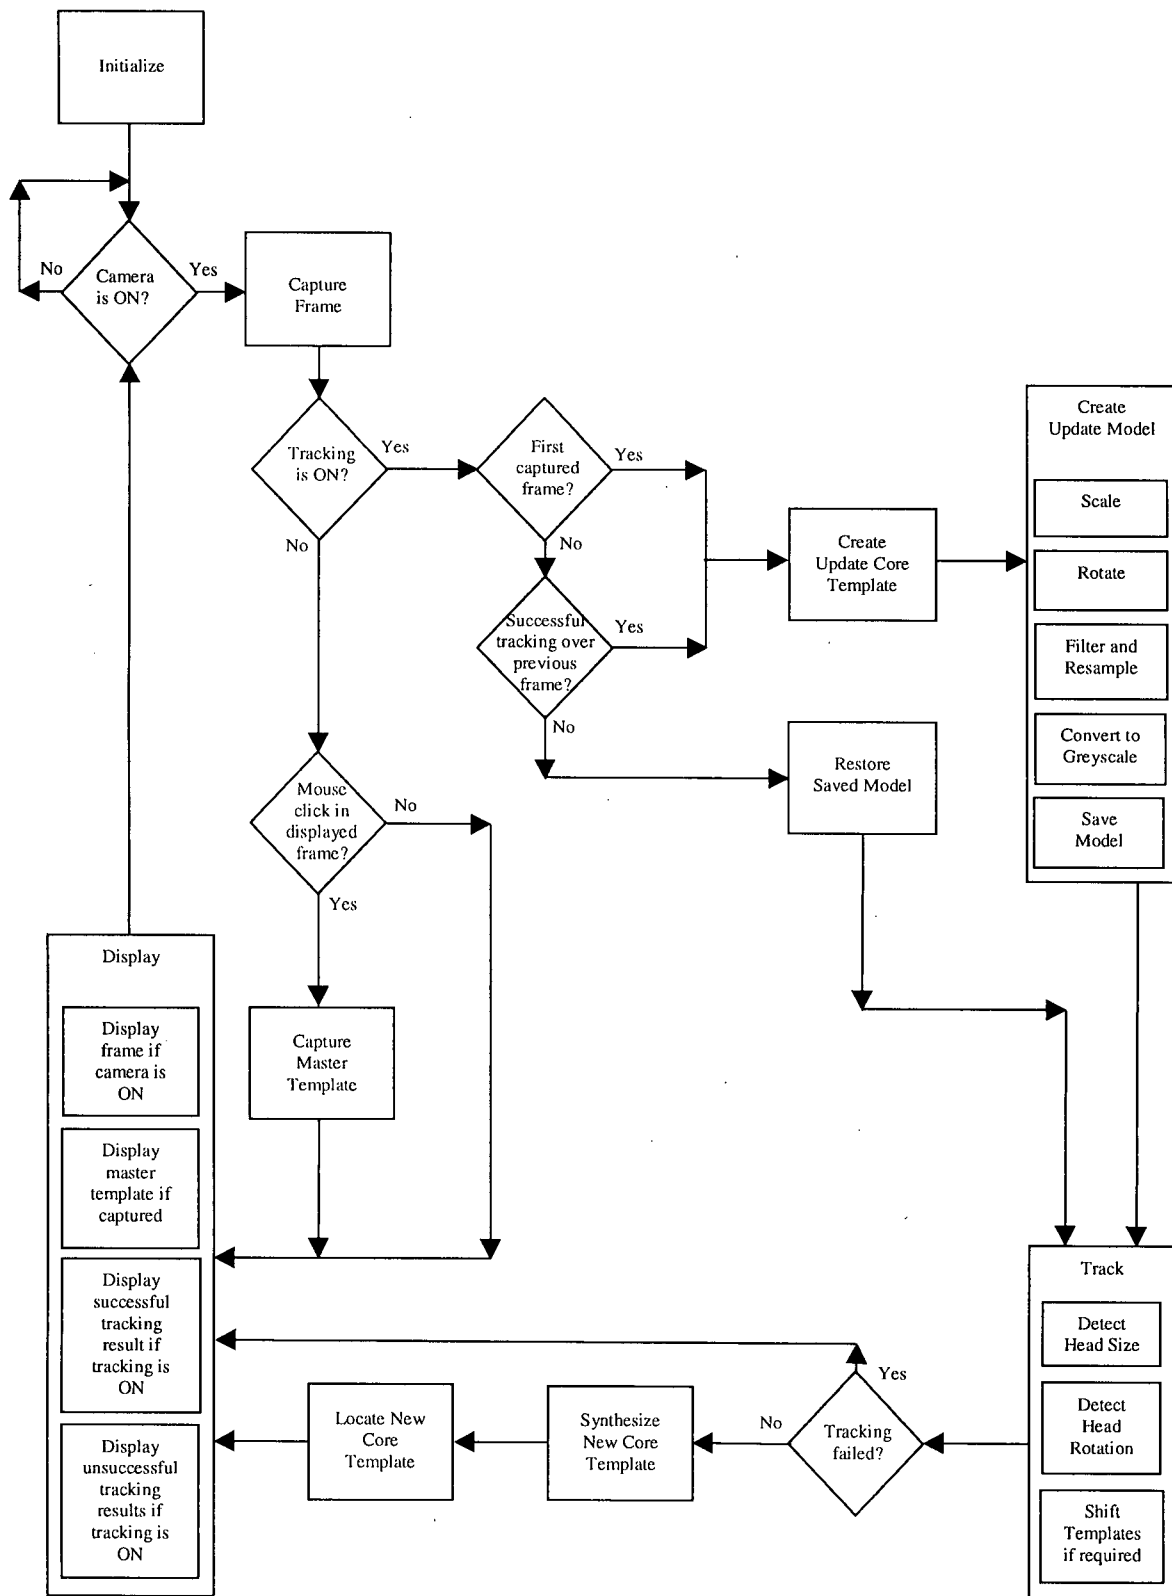 Initialize
No
Camera
is ON?
Yes
Capture
Frame
Tracking
is ON?
Yes
No
First
captured
frame?
Yes
No
Successful
tracking over
previous
frame?
Yes
No
Create
Update Core
Template
Create
Update Model
Scale
Rotate
Filter and
Resample
Convert to
Greyscale
Save
Model
Restore
Saved Model
Mouse
click in
displayed
frame?
No
Yes
Capture
Master
Template
Display
Display
frame if
camera is
ON
Display
master
template if
captured
Display
successful
tracking
result if
tracking is
ON
Display
unsuccessful
tracking
results if
tracking is
ON
Locate New
Core
Template
Synthesize
New Core
Template
No
Tracking
failed?
Yes
Track
Detect
Head Size
Detect
Head
Rotation
Shift
Templates
if required